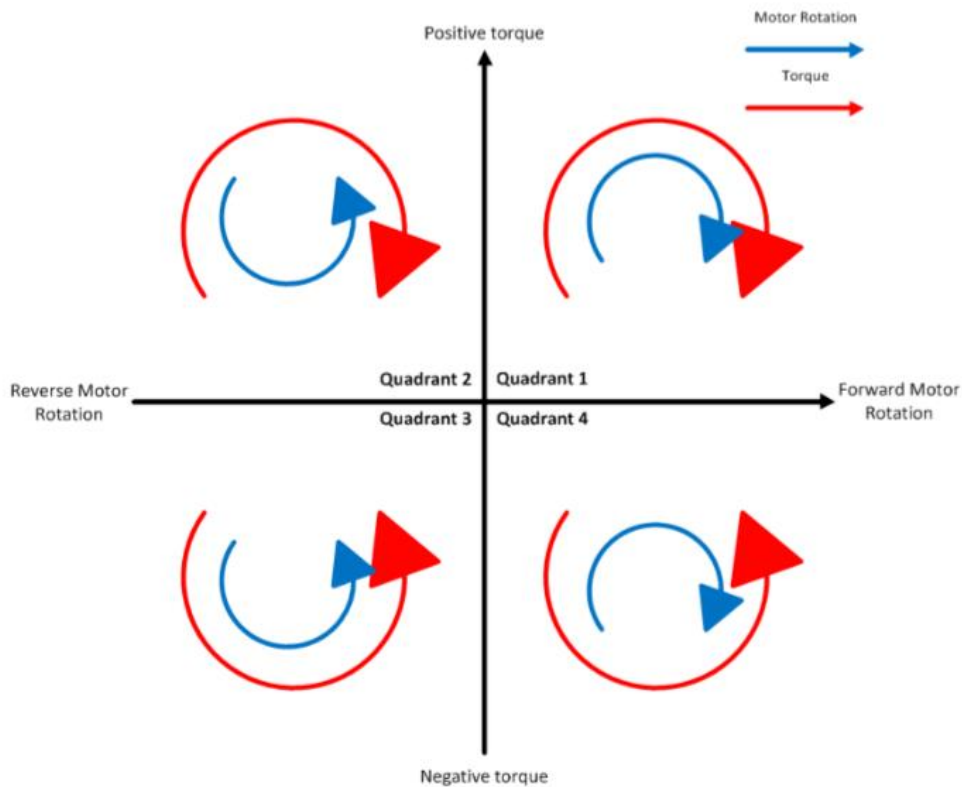 Motor Rotation
Positive torque
Torque
Quadrant 2
Quadrant 1
Reverse Motor
Rotation
Forward Motor
Rotation
Quadrant 3
Quadrant 4
Negative torque